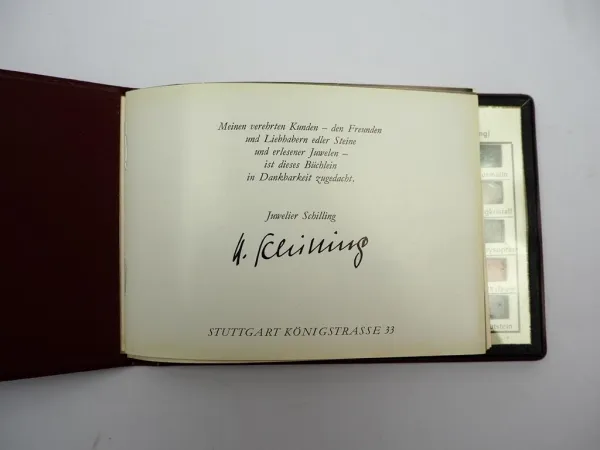 Meinen verehrten Kunden – den Freunden
und Liebhabern edler Steine
und erlesener Juwelen –
ist dieses Büchlein
in Dankbarkeit zugedacht.
Juwelier Schilling
H. Schilling
STUTTGART KÖNIGSTRASSE 33